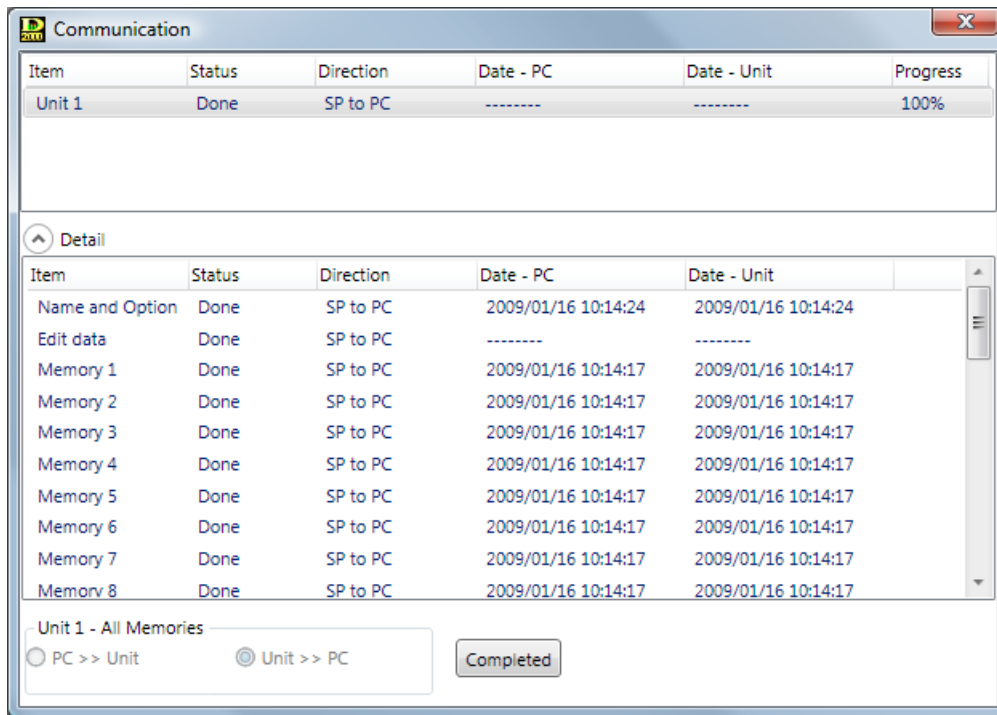 Communication
Item Status Direction Date - PC Date - Unit Progress
Unit 1 Done SP to PC -------- -------- 100%
Detail
Item Status Direction Date - PC Date - Unit
Name and Option Done SP to PC 2009/01/16 10:14:24 2009/01/16 10:14:24
Edit data Done SP to PC -------- --------
Memory 1 Done SP to PC 2009/01/16 10:14:17 2009/01/16 10:14:17
Memory 2 Done SP to PC 2009/01/16 10:14:17 2009/01/16 10:14:17
Memory 3 Done SP to PC 2009/01/16 10:14:17 2009/01/16 10:14:17
Memory 4 Done SP to PC 2009/01/16 10:14:17 2009/01/16 10:14:17
Memory 5 Done SP to PC 2009/01/16 10:14:17 2009/01/16 10:14:17
Memory 6 Done SP to PC 2009/01/16 10:14:17 2009/01/16 10:14:17
Memory 7 Done SP to PC 2009/01/16 10:14:17 2009/01/16 10:14:17
Memory 8 Done SP to PC 2009/01/16 10:14:17 2009/01/16 10:14:17
Unit 1 - All Memories
PC >> Unit Unit >> PC Completed